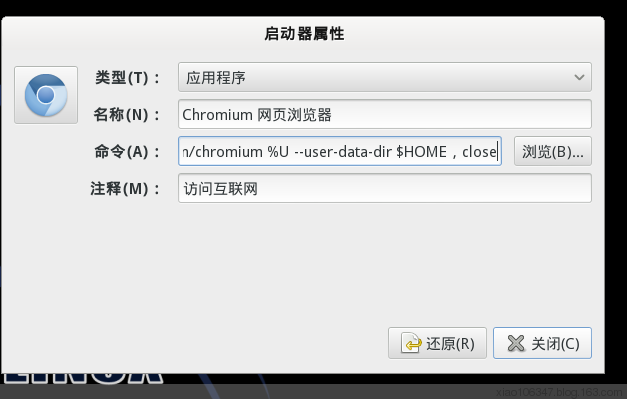 启动器属性
类型(T)： 应用程序
名称(N)： Chromium 网页浏览器
命令(A)： n/chromium %U --user-data-dir $HOME , close 浏览(B)...
注释(M)： 访问互联网
还原(R) 关闭(C)
xiao106347.blog.163.com